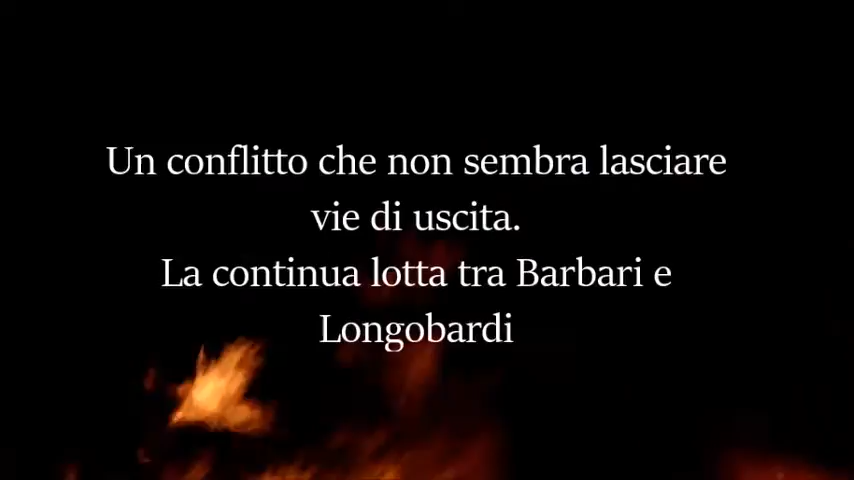 Un conflitto che non sembra lasciare
vie di uscita.
La continua lotta tra Barbari e
Longobardi